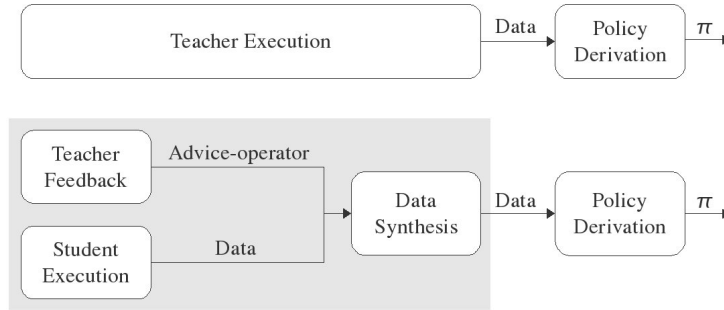 Teacher Execution
Data
Policy
Derivation
π
Teacher
Feedback
Advice-operator
Student
Execution
Data
Data
Synthesis
Data
Policy
Derivation
π